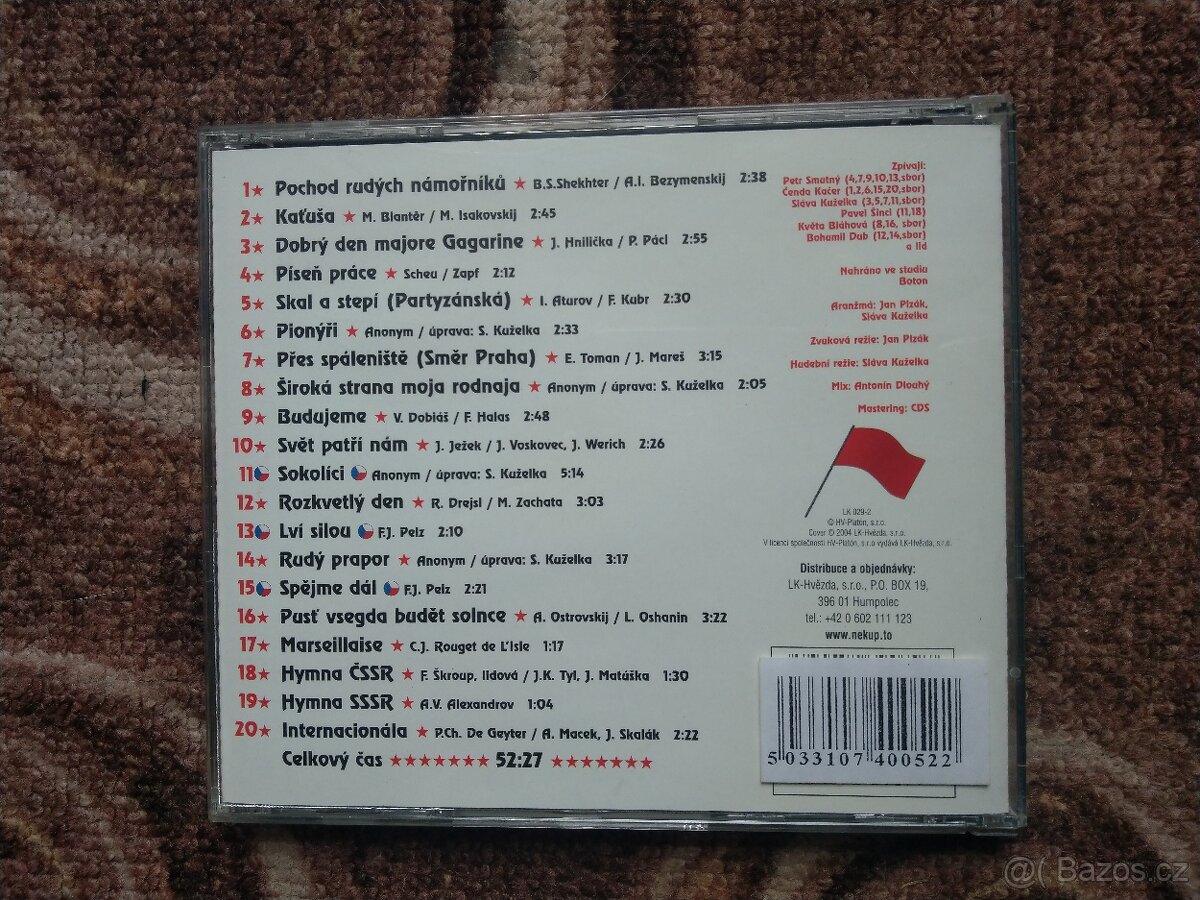 1★ Pochod rudých námořníků ★ B.S.Shekhter / A.I. Bezymenskij 2:38
2★ Kaťuša ★ M. Blantěr / M. Isakovskij 2:45
3★ Dobrý den majore Gagarine ★ J. Hnilička / P. Pácl 2:55
4★ Píseň práce ★ Scheu / Zapf 2:12
5★ Skal a stepí (Partyzánská) ★ I. Aturov / F. Kubr 2:30
6★ Pionýři ★ Anonym / úprava: S. Kuželka 2:33
7★ Přes spáleniště (Směr Praha) ★ E. Toman / J. Mareš 3:15
8★ Široká strana moja rodnaja ★ Anonym / úprava: S. Kuželka 2:05
9★ Budujeme ★ V. Dobiáš / F. Halas 2:48
10★ Svět patří nám ★ J. Ježek / J. Voskovec, J. Werich 2:26
11 Sokolíci Anonym / úprava: S. Kuželka 5:14
12★ Rozkvetlý den ★ R. Drejsl / M. Zachata 3:03
13 Lví silou F.J. Pelz 2:10
14★ Rudý prapor ★ Anonym / úprava: S. Kuželka 3:17
15 Spějme dál F.J. Pelz 2:21
16★ Pusť vsegda budět solnce ★ A. Ostrovskij / L. Oshanin 3:22
17★ Marseillaise ★ C.J. Rouget de L'Isle 1:17
18★ Hymna ČSSR ★ F. Škroup, lidová / J.K. Tyl, J. Matúška 1:30
19★ Hymna SSSR ★ A.V. Alexandrov 1:04
20★ Internacionála ★ P.Ch. De Geyter / A. Macek, J. Skalák 2:22
Celkový čas ★★★★★★★ 52:27 ★★★★★★★
Zpívají:
Petr Smutný (4,7,9,10,13,sbor)
Čenda Kačer (1,2,6,15,20,sbor)
Sláva Kuželka (3,5,7,11,sbor)
Pavel Šincl (11,18)
Květa Bláhová (8,16, sbor)
Bohumil Dub (12,14,sbor)
a lid
Nahráno ve studiu
Boton
Aranžmá: Jan Plzák,
Sláva Kuželka
Zvuková režie: Jan Plzák
Hudební režie: Sláva Kuželka
Mix: Antonín Dlouhý
Mastering: CDS
LK 029-2
© HV-Platón, s.r.o.
Cover © 2004 LK-Hvězda, s.r.o.
V licenci společnosti HV-Platón, s.r.o vydává LK-Hvězda, s.r.o.
Distribuce a objednávky:
LK-Hvězda, s.r.o., P.O. BOX 19,
396 01 Humpolec
tel.: +42 0 602 111 123
www.nekup.to
5 033107 400522
@( Bazos.cz